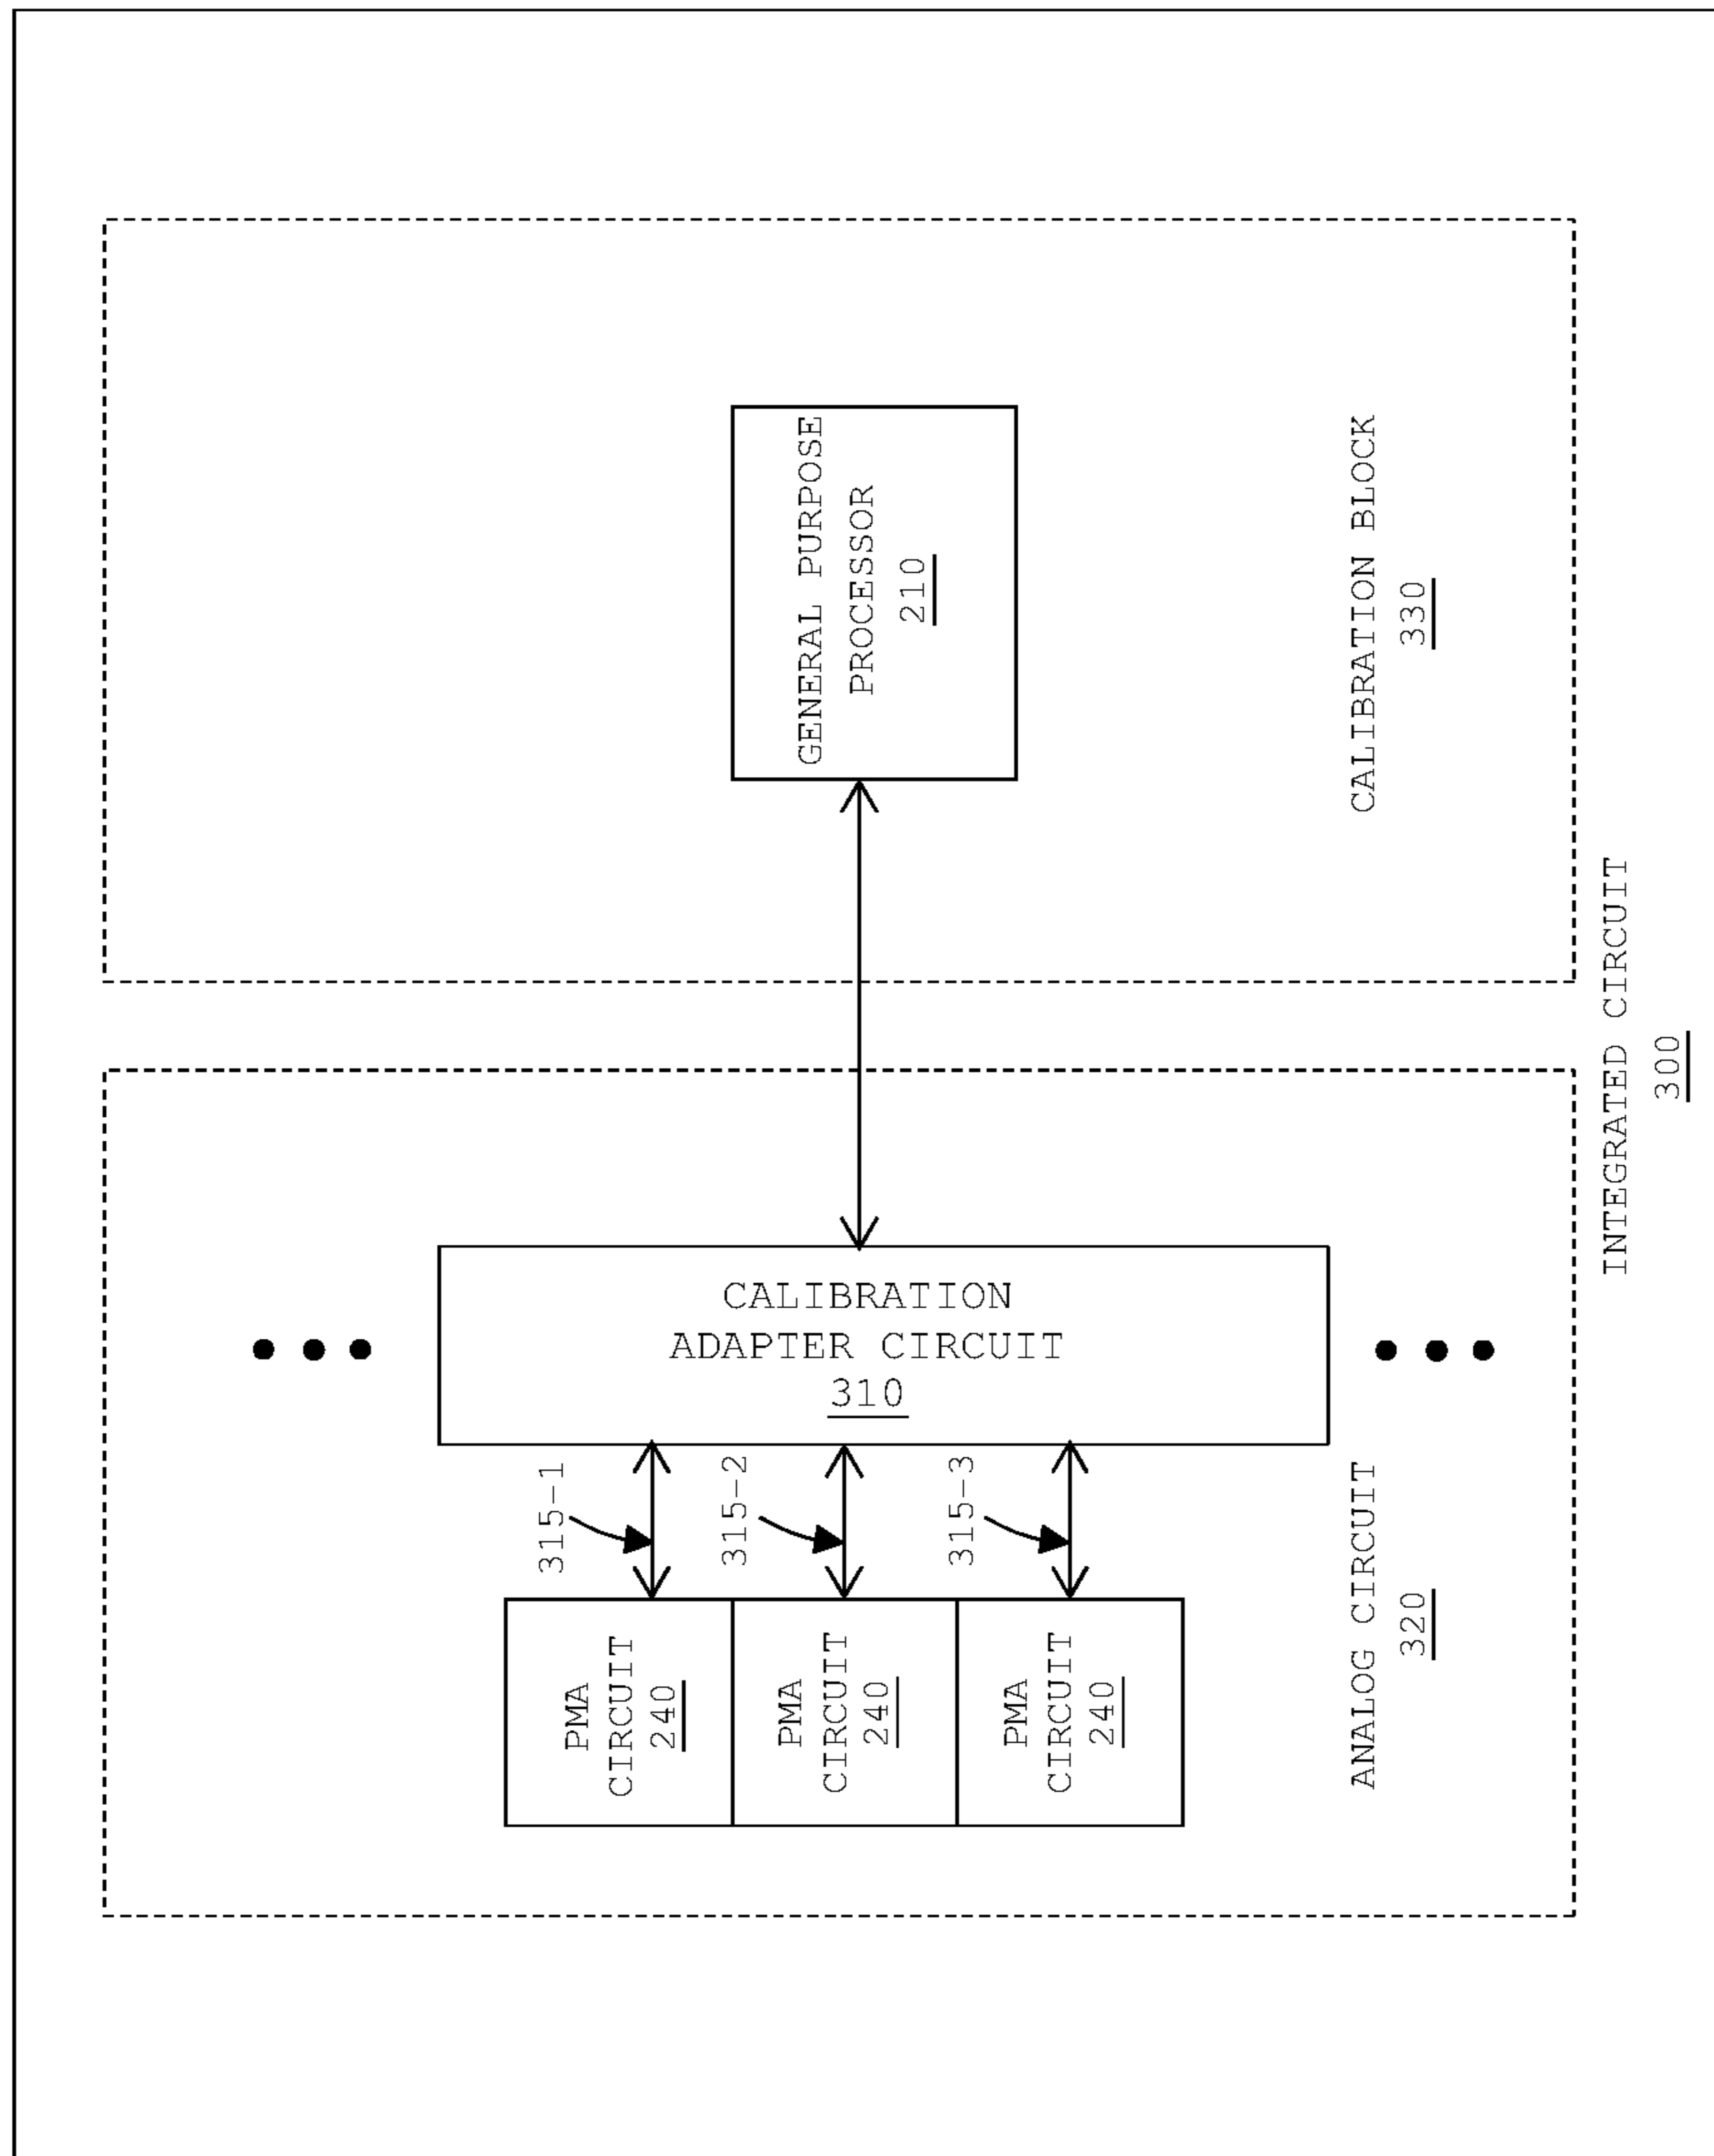 GENERAL PURPOSE
PROCESSOR
210
CALIBRATION BLOCK
330
CALIBRATION
ADAPTER CIRCUIT
310
315-1
315-2
315-3
PMA
CIRCUIT
240
PMA
CIRCUIT
240
PMA
CIRCUIT
240
ANALOG CIRCUIT
320
INTEGRATED CIRCUIT
300